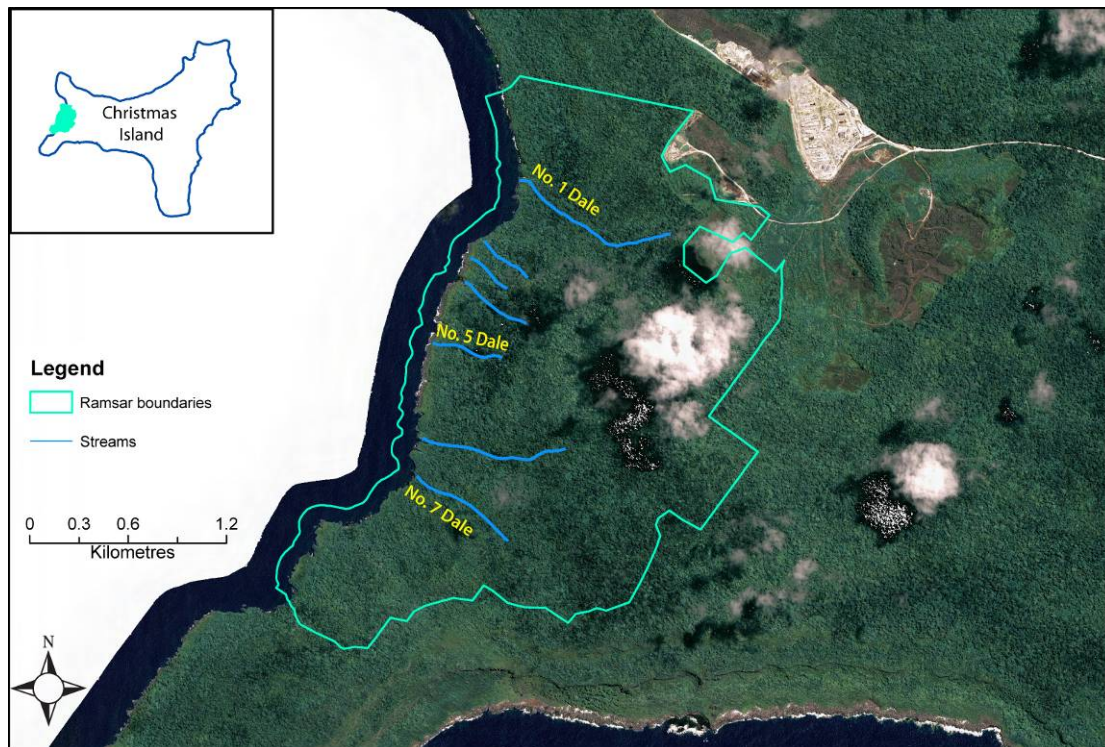 Christmas
Island
No. 1 Dale
No. 5 Dale
No. 7 Dale
Legend
Ramsar boundaries
Streams
0 0.3 0.6 1.2
Kilometres
N